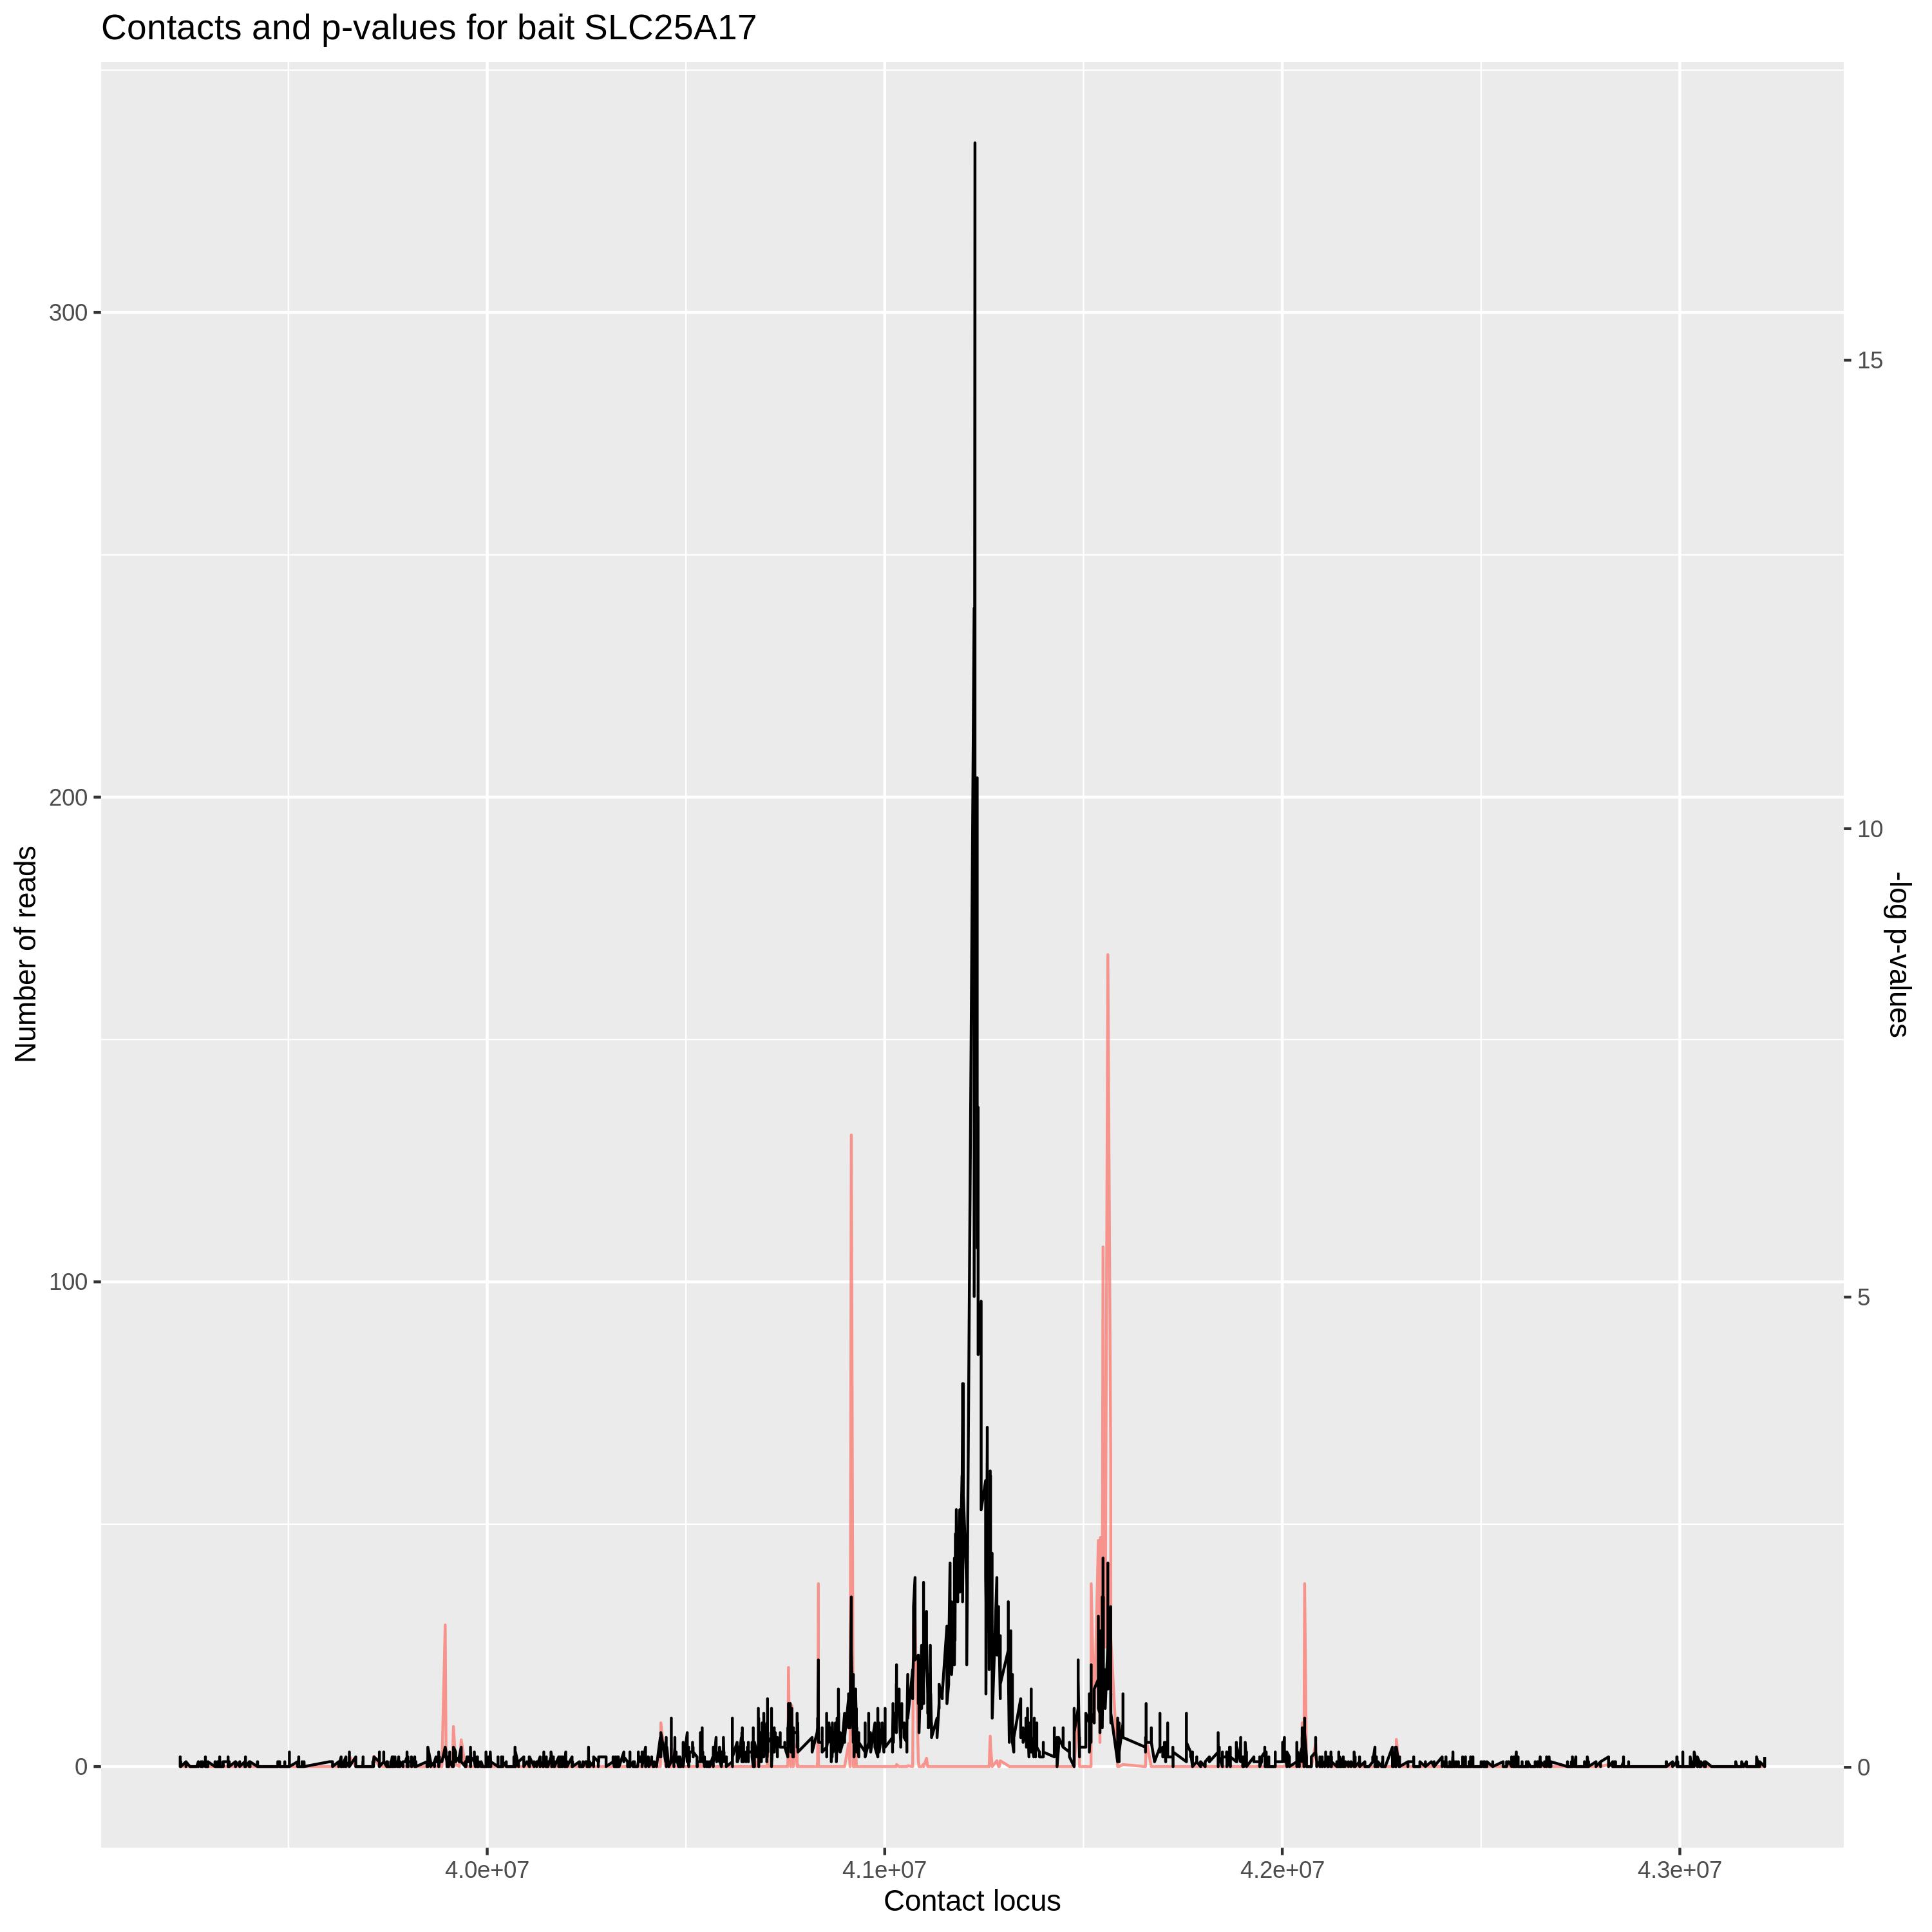 Contacts and p-values for bait SLC25A17
300
200
100
0
Number of reads
15
10
5
0
-log p-values
4.0e+07
4.1e+07
4.2e+07
4.3e+07
Contact locus